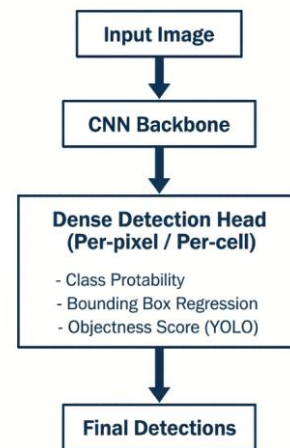 Input Image
CNN Backbone
Dense Detection Head
(Per-pixel / Per-cell)
- Class Protability
- Bounding Box Regression
- Objectness Score (YOLO)
Final Detections